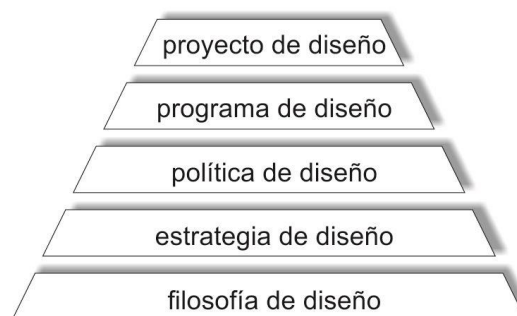 proyecto de diseño
programa de diseño
política de diseño
estrategia de diseño
filosofía de diseño